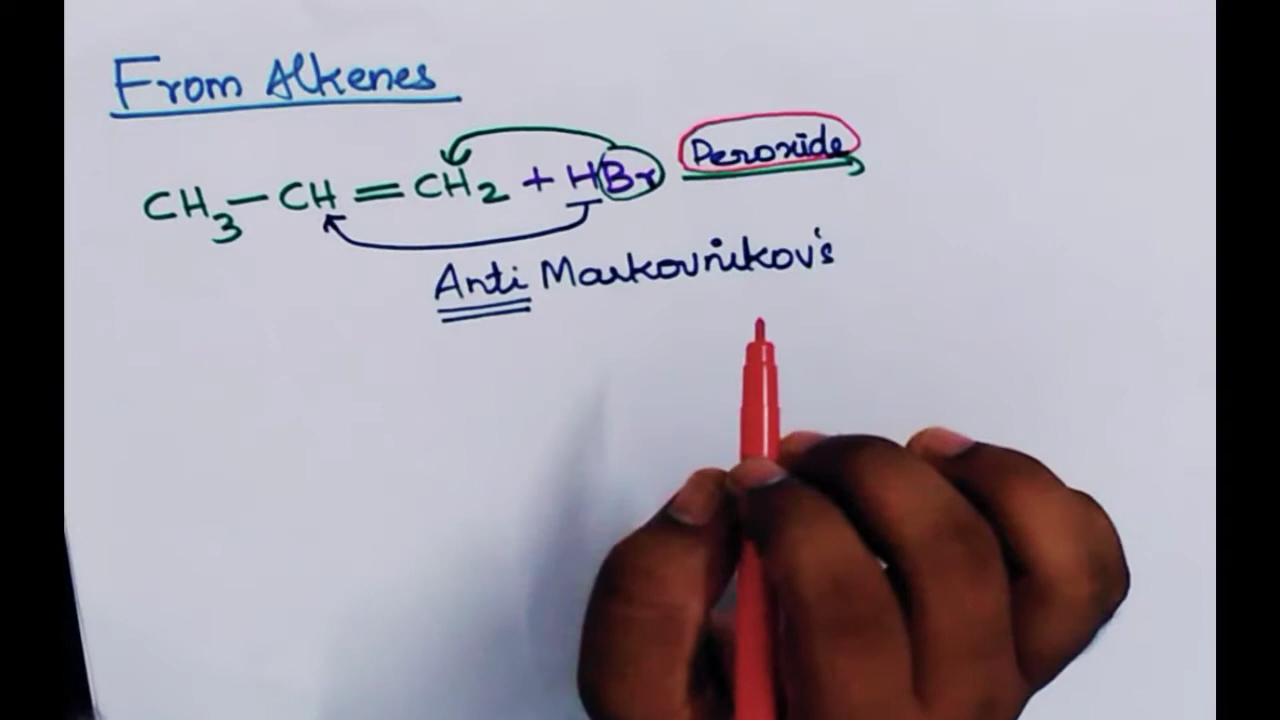 From Alkenes
CH₃—CH=CH₂ + HBr Peroxide
Anti Markovnikov's